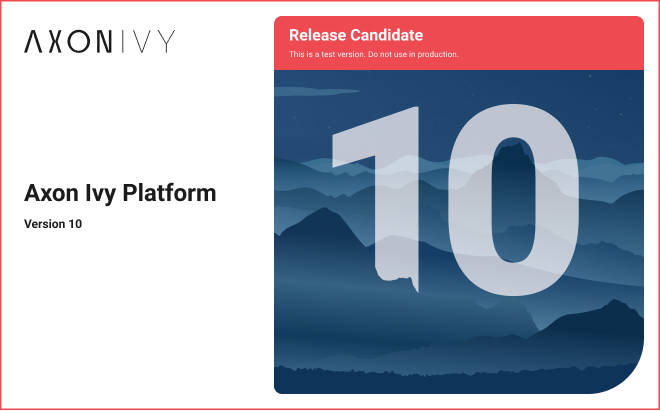 AXONIVY
Release Candidate
This is a test version. Do not use in production.
10
Axon Ivy Platform
Version 10